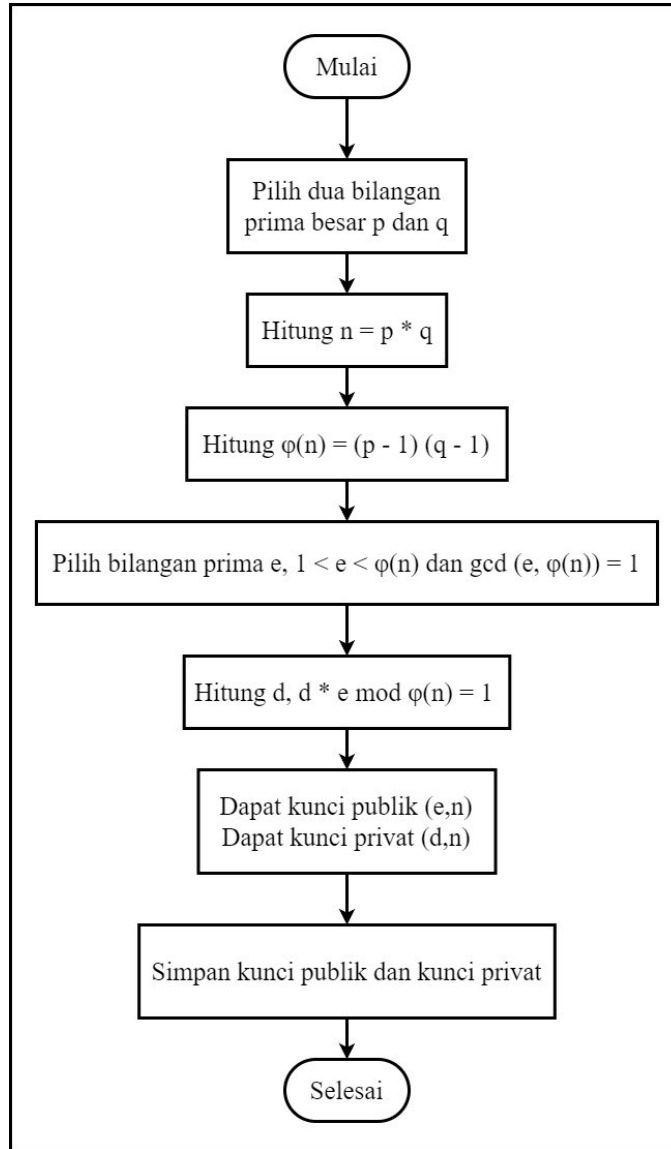 Mulai
Pilih dua bilangan
prima besar p dan q
Hitung n = p * q
Hitung φ(n) = (p - 1) (q - 1)
Pilih bilangan prima e, 1 < e < φ(n) dan gcd (e, φ(n)) = 1
Hitung d, d * e mod φ(n) = 1
Dapat kunci publik (e,n)
Dapat kunci privat (d,n)
Simpan kunci publik dan kunci privat
Selesai